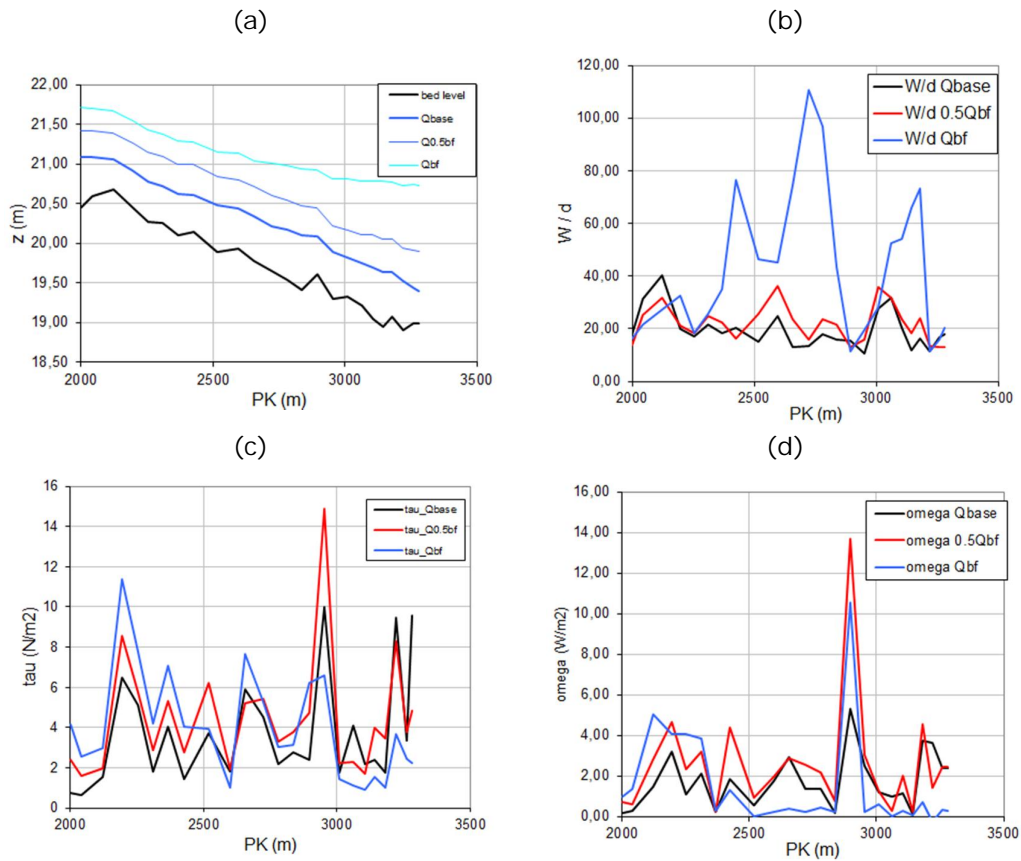 (a)
22,00
21,50
21,00
20,50
20,00
19,50
19,00
18,50
z (m)
2000
2500
3000
3500
PK (m)
bed level
Qbase
Q0.5bf
Qbf
(b)
120,00
100,00
80,00
60,00
40,00
20,00
0,00
W / d
2000
2500
3000
3500
PK (m)
W/d Qbase
W/d 0.5Qbf
W/d Qbf
(c)
16
14
12
10
8
6
4
2
0
tau (N/m2)
2000
2500
3000
3500
PK (m)
tau_Qbase
tau_Q0.5bf
tau_Qbf
(d)
16,00
14,00
12,00
10,00
8,00
6,00
4,00
2,00
0,00
omega (W/m2)
2000
2500
3000
3500
PK (m)
omega Qbase
omega 0.5Qbf
omega Qbf